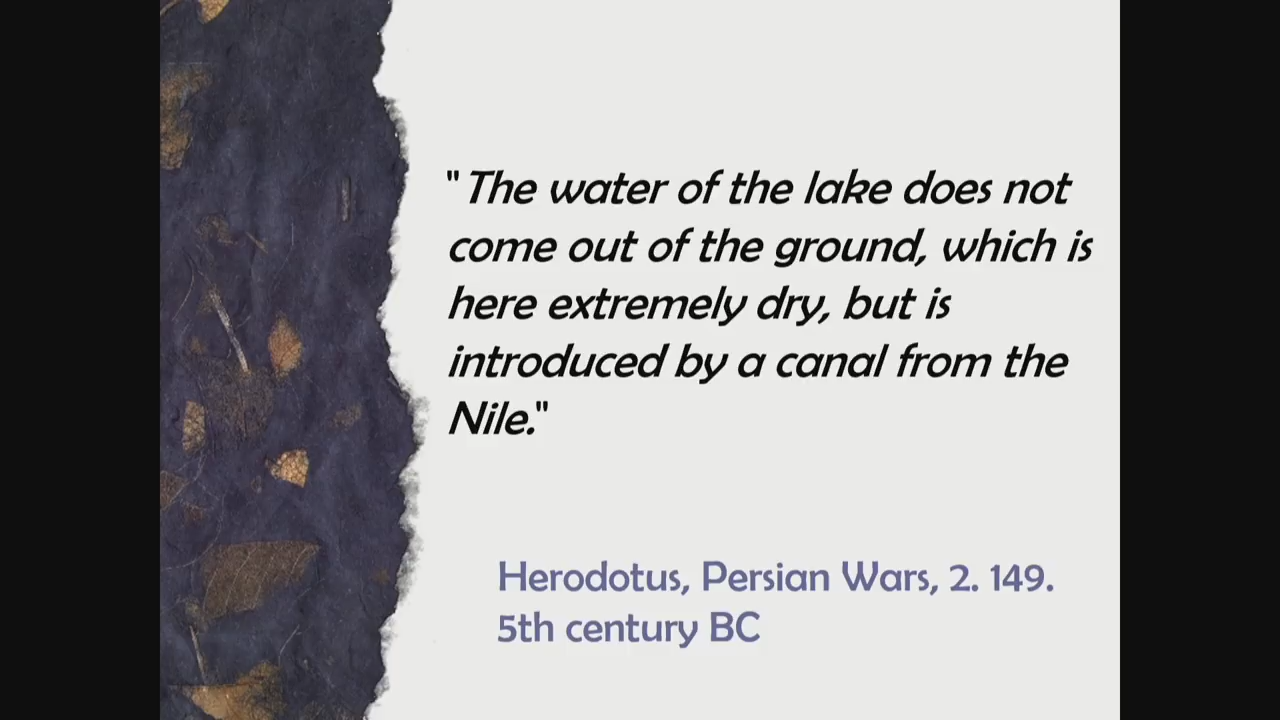 "The water of the lake does not
come out of the ground, which is
here extremely dry, but is
introduced by a canal from the
Nile."
Herodotus, Persian Wars, 2. 149.
5th century BC